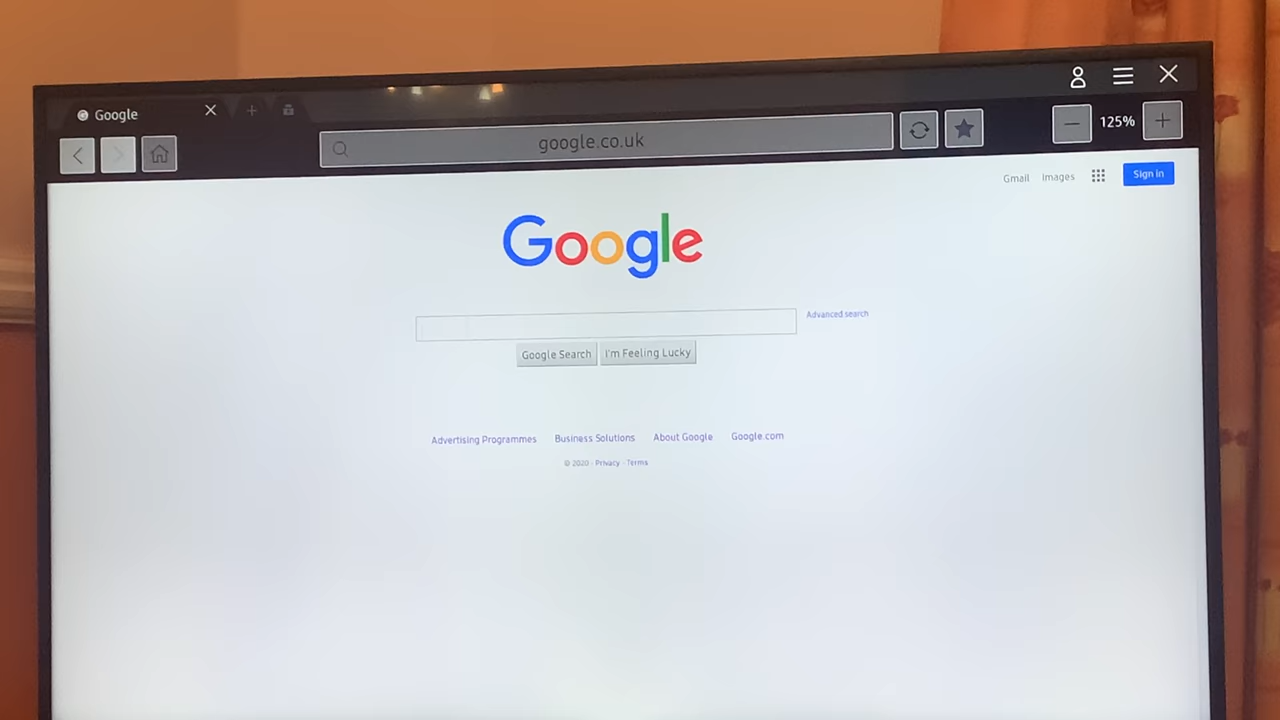 Google
google.co.uk
125%
Gmail Images Sign in
Google
Advanced search
Google Search I'm Feeling Lucky
Advertising Programmes Business Solutions About Google Google.com
© 2020 - Privacy - Terms